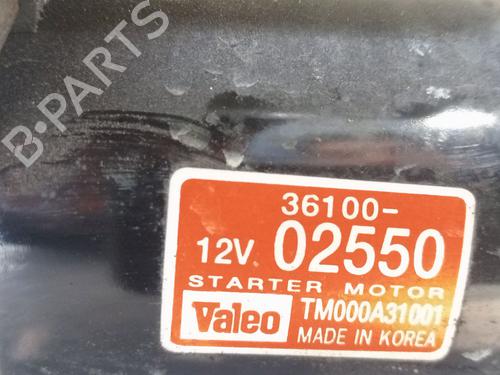 B-PARTS
36100-
12V 02550
STARTER MOTOR
Valeo TM000A31001
MADE IN KOREA